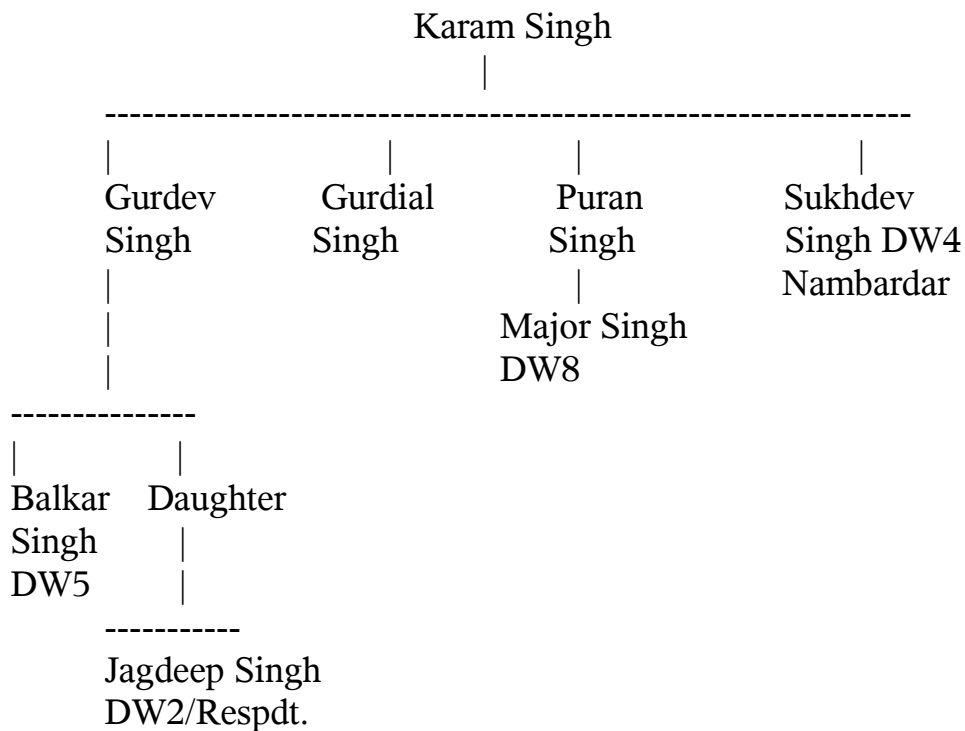 Karam Singh
|
-----------------------------------------------------------------
| | | |
Gurdev Gurdial Puran Sukhdev
Singh Singh Singh Singh DW4
| | Nambardar
| Major Singh
| DW8
---------------
| |
Balkar Daughter
Singh |
DW5 |
-----------
Jagdeep Singh
DW2/Respdt.